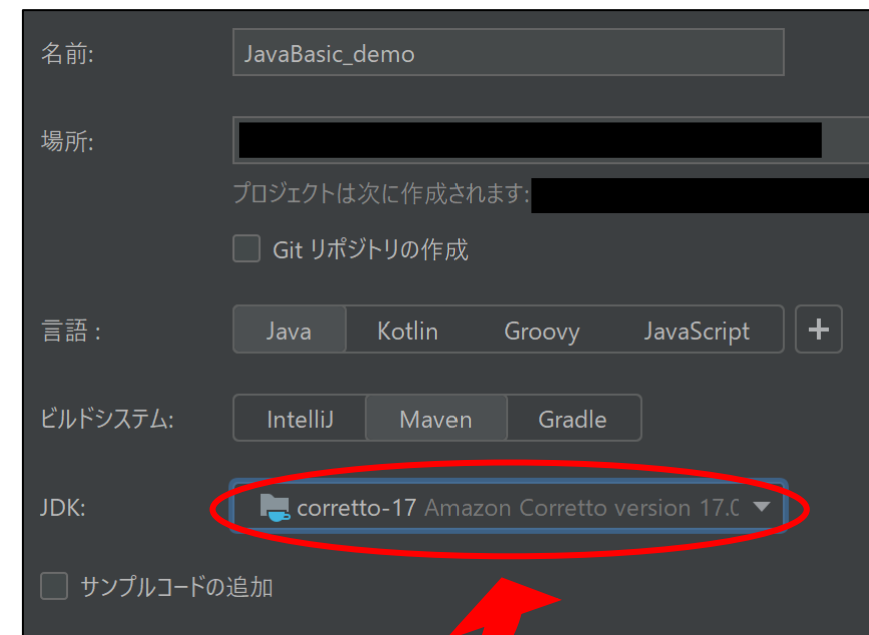 名前: JavaBasic_demo
場所:
プロジェクトは次に作成されます:
Git リポジトリの作成
言語 : Java Kotlin Groovy JavaScript +
ビルドシステム: IntelliJ Maven Gradle
JDK: corretto-17 Amazon Corretto version 17.
サンプルコードの追加